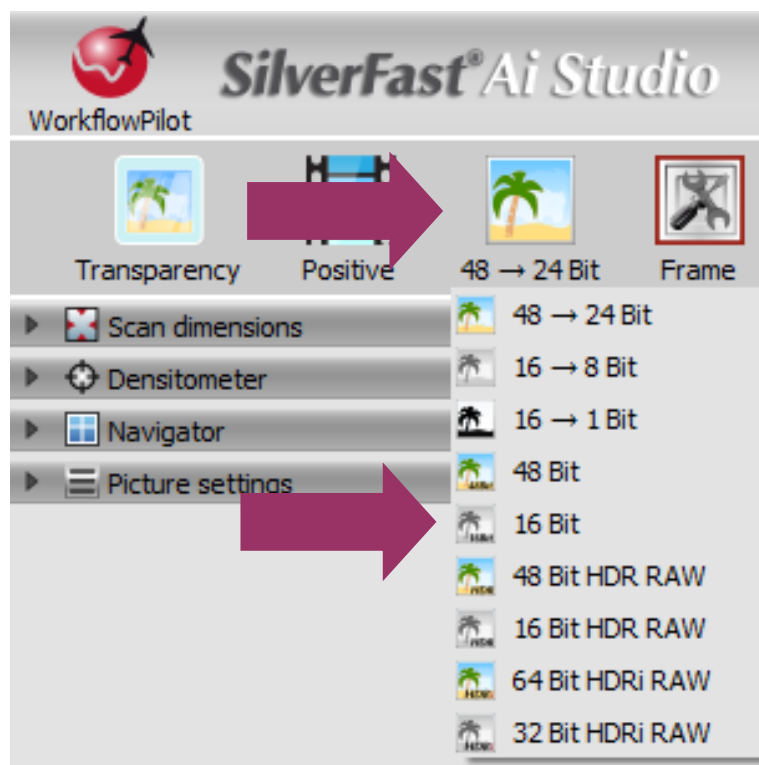 SilverFast® Ai Studio
WorkflowPilot
Transparency Positive 48 → 24 Bit Frame
Scan dimensions
Densitometer
Navigator
Picture settings
48 → 24 Bit
16 → 8 Bit
16 → 1 Bit
48 Bit
16 Bit
48 Bit HDR RAW
16 Bit HDR RAW
64 Bit HDRi RAW
32 Bit HDRi RAW